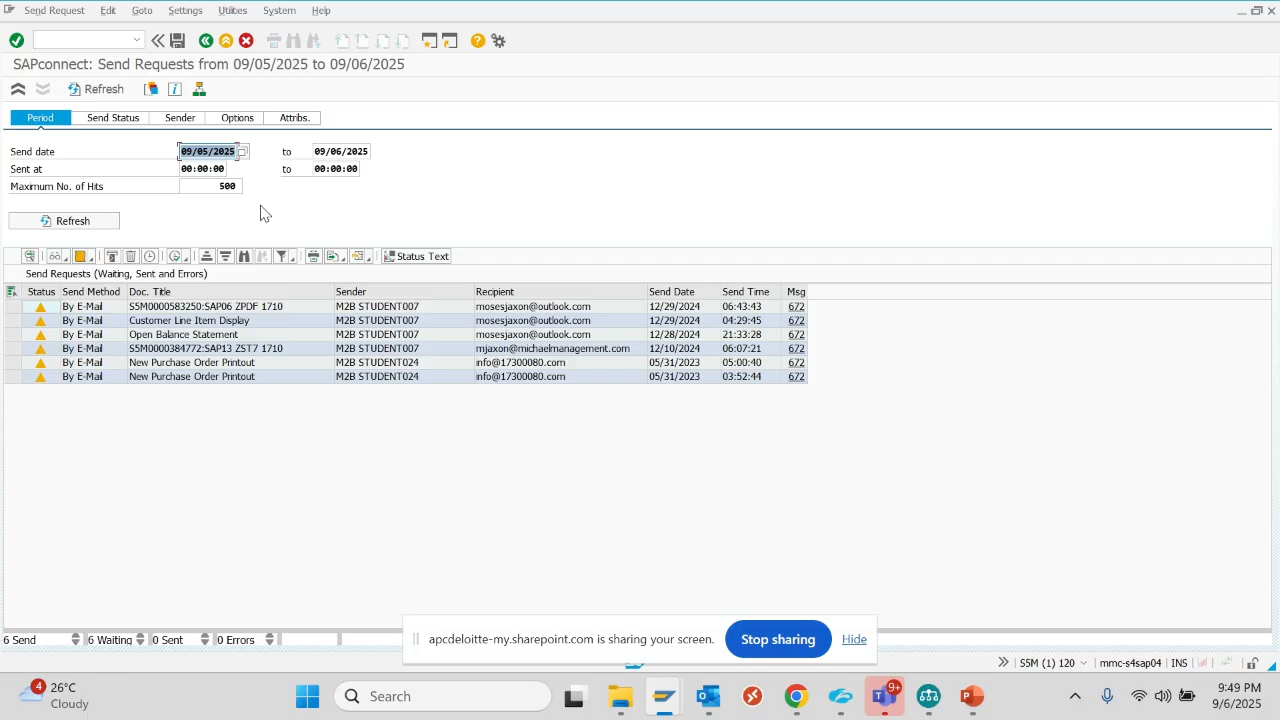 Send Request Edit Goto Settings Utilities System Help
SAPconnect: Send Requests from 09/05/2025 to 09/06/2025
Refresh
Period Send Status Sender Options Attribs.
Send date 09/05/2025 to 09/06/2025
Sent at 00:00:00 to 00:00:00
Maximum No. of Hits 500
Refresh
Status Text
Send Requests (Waiting, Sent and Errors)
Status Send Method Doc. Title Sender Recipient Send Date Send Time Msg
By E-Mail S5M0000583250:SAP06 ZPDF 1710 M2B STUDENT007 mosesjaxon@outlook.com 12/29/2024 06:43:43 672
By E-Mail Customer Line Item Display M2B STUDENT007 mosesjaxon@outlook.com 12/29/2024 04:29:45 672
By E-Mail Open Balance Statement M2B STUDENT007 mosesjaxon@outlook.com 12/28/2024 21:33:28 672
By E-Mail S5M0000384772:SAP13 ZST7 1710 M2B STUDENT007 mjaxon@michaelmanagement.com 12/10/2024 06:07:21 672
By E-Mail New Purchase Order Printout M2B STUDENT024 info@17300080.com 05/31/2023 05:00:40 672
By E-Mail New Purchase Order Printout M2B STUDENT024 info@17300080.com 05/31/2023 03:52:44 672
6 Send 6 Waiting 0 Sent 0 Errors
apcdeloitte-my.sharepoint.com is sharing your screen. Stop sharing Hide
S5M (1) 120 mmc-s4sap04 INS
4 26°C
Cloudy
Search
9+
9:49 PM
9/6/2025